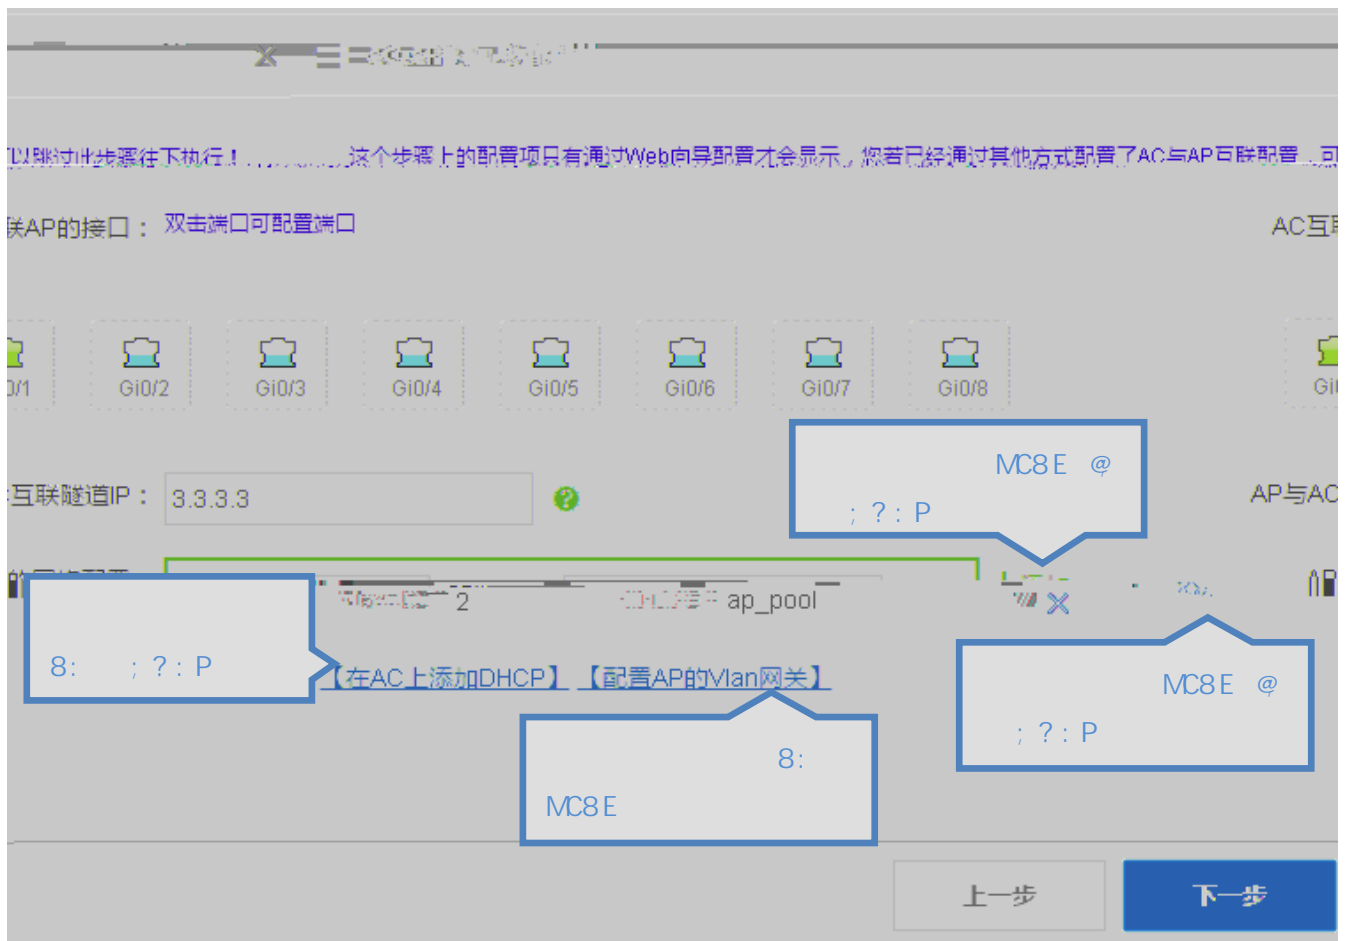 可以跳过此步骤往下执行！
这个步骤上的配置项只有通过Web向导配置才会显示，您若已经通过其他方式配置了AC与AP互联配置，可
联AP的接口： 双击端口可配置端口
AC互联
0/1 Gi0/2 Gi0/3 Gi0/4 Gi0/5 Gi0/6 Gi0/7 Gi0/8
MC8E @
;?:P
互联隧道IP： 3.3.3.3
AP与AC
2 ap_pool
8: ;?:P
【在AC上添加DHCP】 【配置AP的Vlan网关】
MC8E @
;?:P
8:
MC8E
上一步 下一步